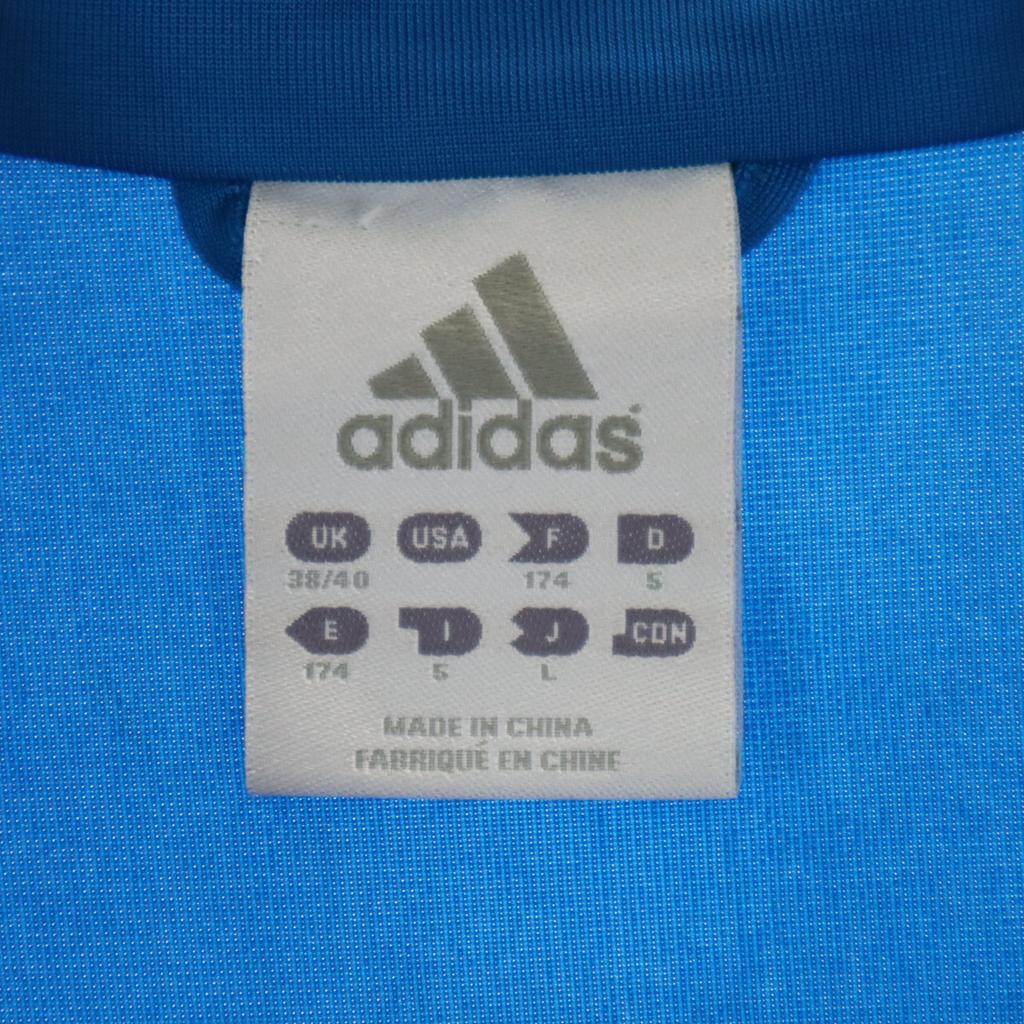 adidas
UK USA F D
38/40 174 5
E I J CDN
174 5 L
MADE IN CHINA
FABRIQUÉ EN CHINE